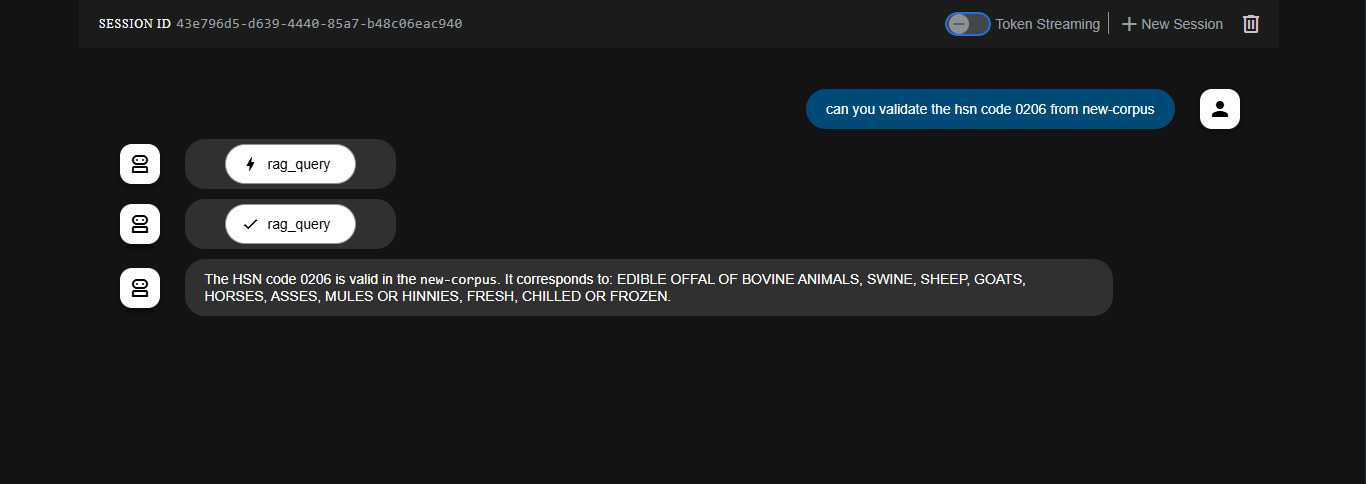 SESSION ID 43e796d5-d639-4440-85a7-b48c06eac940 Token Streaming New Session
can you validate the hsn code 0206 from new-corpus
rag_query
rag_query
The HSN code 0206 is valid in the new-corpus. It corresponds to: EDIBLE OFFAL OF BOVINE ANIMALS, SWINE, SHEEP, GOATS,
HORSES, ASSES, MULES OR HINNIES, FRESH, CHILLED OR FROZEN.